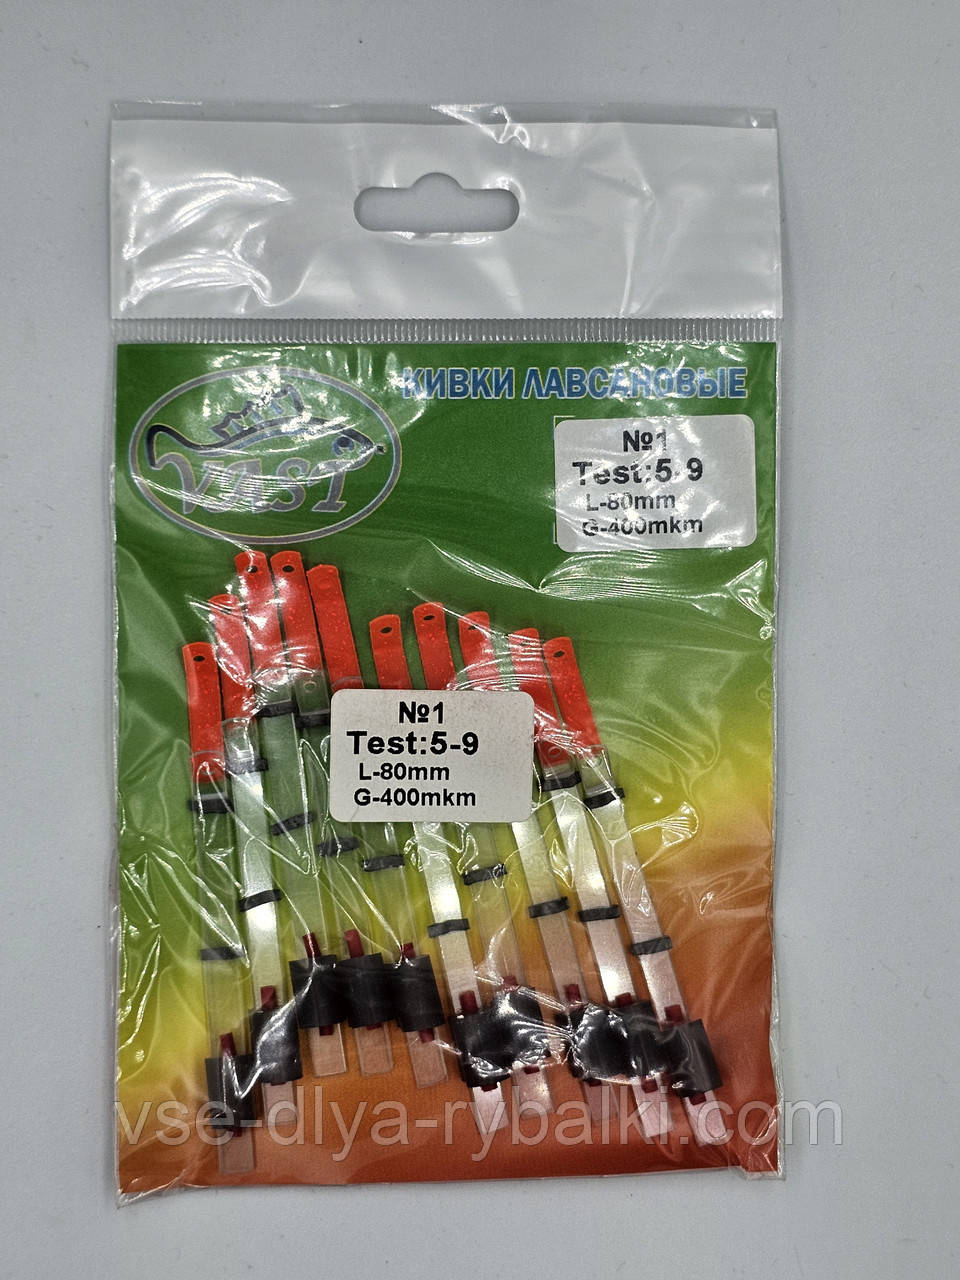 КИВКИ ЛАВСАНОВЫЕ
VAST
№1
Test:5-9
L-80mm
G-400mkm
№1
Test:5-9
L-80mm
G-400mkm
vse-dlya-rybalki.com